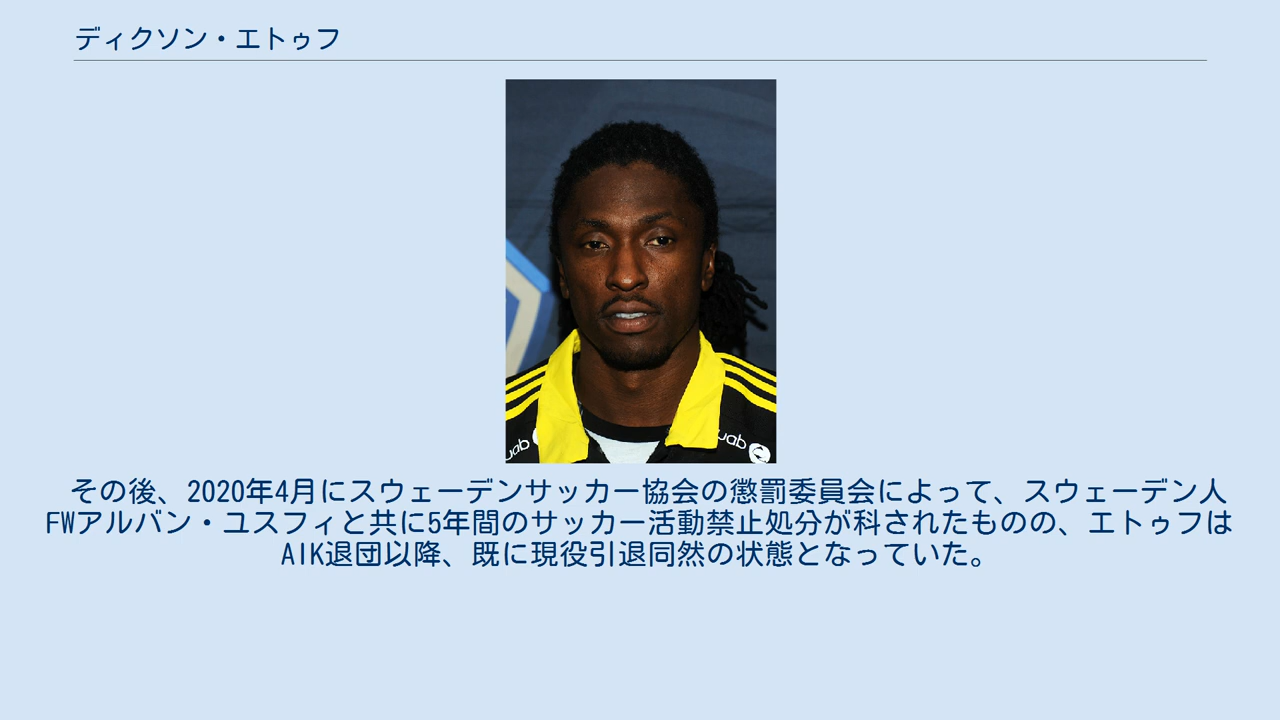 ディクソン・エトゥフ
uab
uab
その後、2020年4月にスウェーデンサッカー協会の懲罰委員会によって、スウェーデン人
FWアルバン・ユスフィと共に5年間のサッカー活動禁止処分が科されたものの、エトゥフは
AIK退団以降、既に現役引退同然の状態となっていた。